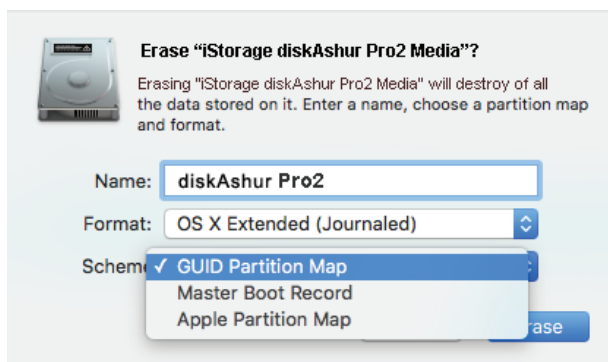 Erase “iStorage diskAshur Pro2 Media”?
Erasing "iStorage diskAshur Pro2 Media" will destroy of all
the data stored on it. Enter a name, choose a partition map
and format.
Name: diskAshur Pro2
Format: OS X Extended (Journaled)
Schem ✓ GUID Partition Map
Master Boot Record
Apple Partition Map
rase